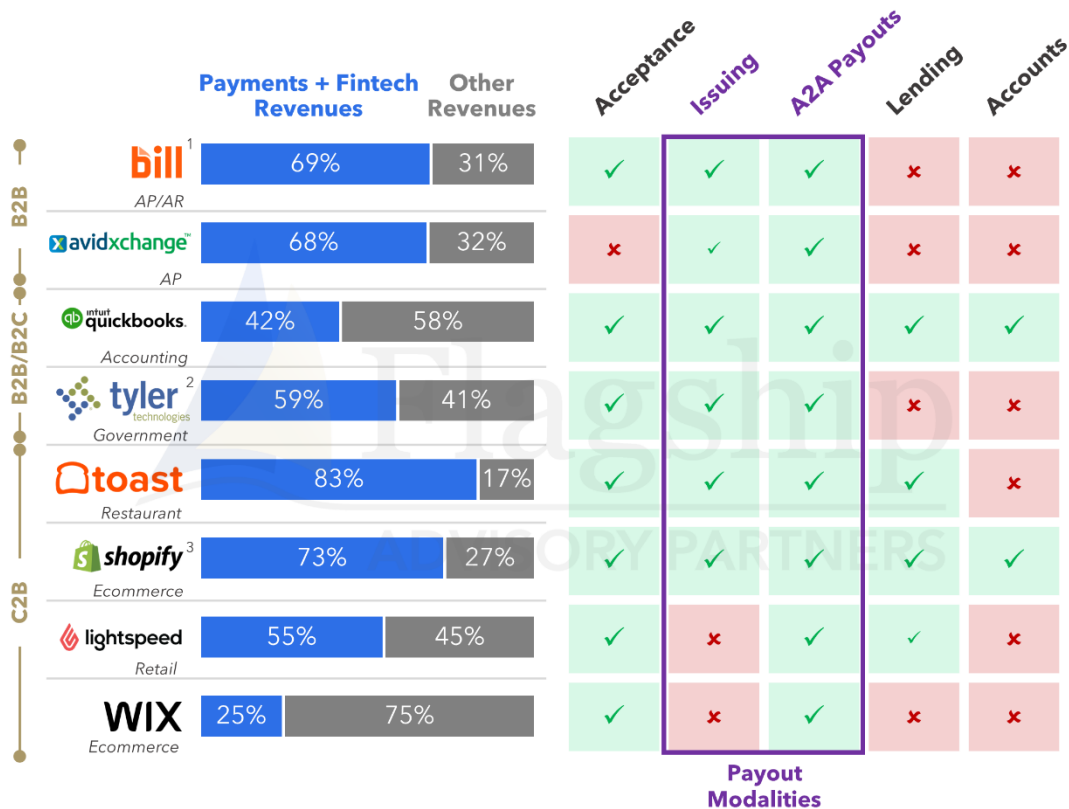 Payments + Fintech
Revenues
Other
Revenues
Acceptance
Issuing
A2A Payouts
Lending
Accounts
B2B
bill 1
69%
31%
✓ ✓ ✓ ✘ ✘
AP/AR
avidxchange™
68%
32%
✘ ✓ ✓ ✘ ✘
AP
B2B/B2C
qb intuit
quickbooks.
42%
58%
✓ ✓ ✓ ✓ ✓
Accounting
tyler 2
technologies
59%
41%
✓ ✓ ✓ ✘ ✘
Government
C2B
toast
83%
17%
✓ ✓ ✓ ✓ ✘
Restaurant
shopify 3
73%
27%
✓ ✓ ✓ ✓ ✓
Ecommerce
lightspeed
55%
45%
✓ ✘ ✓ ✓ ✘
Retail
WIX
25%
75%
✓ ✘ ✓ ✘ ✘
Ecommerce
Payout
Modalities
Flagship
ADVISORY PARTNERS